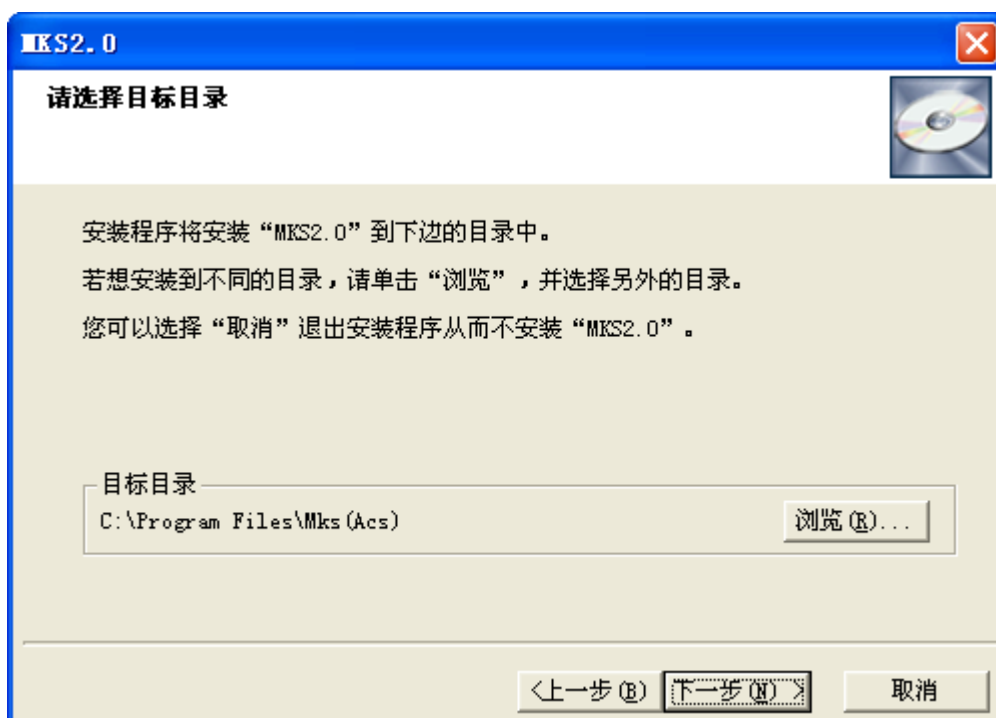 MKS2.0
请选择目标目录
安装程序将安装“MKS2.0”到下边的目录中。
若想安装到不同的目录，请单击“浏览”，并选择另外的目录。
您可以选择“取消”退出安装程序从而不安装“MKS2.0”。
目标目录
C:\Program Files\Mks(Acs)
浏览(R)...
<上一步(B)
下一步(N) >
取消